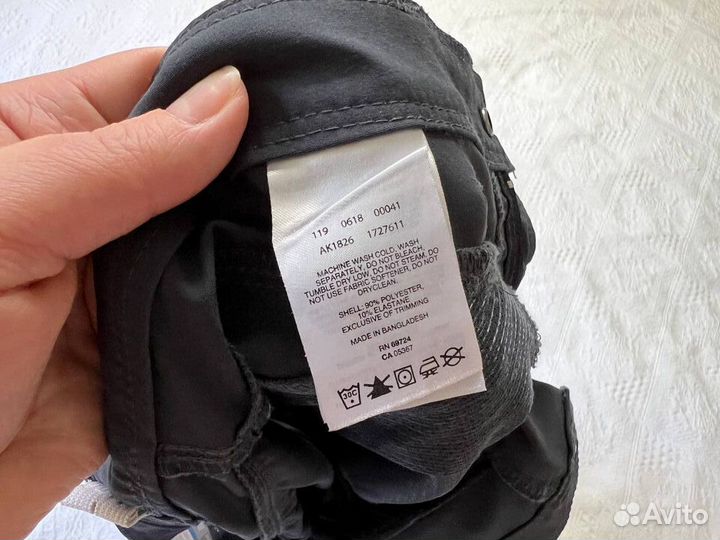 119 0618 00041
AK1826 1727611
MACHINE WASH COLD. WASH
SEPARATELY. DO NOT BLEACH.
TUMBLE DRY LOW. DO NOT STEAM. DO
NOT USE FABRIC SOFTENER. DO NOT
DRYCLEAN.
SHELL: 90% POLYESTER,
10% ELASTANE
EXCLUSIVE OF TRIMMING
MADE IN BANGLADESH
RN 69724
CA 05367
30C
Avito